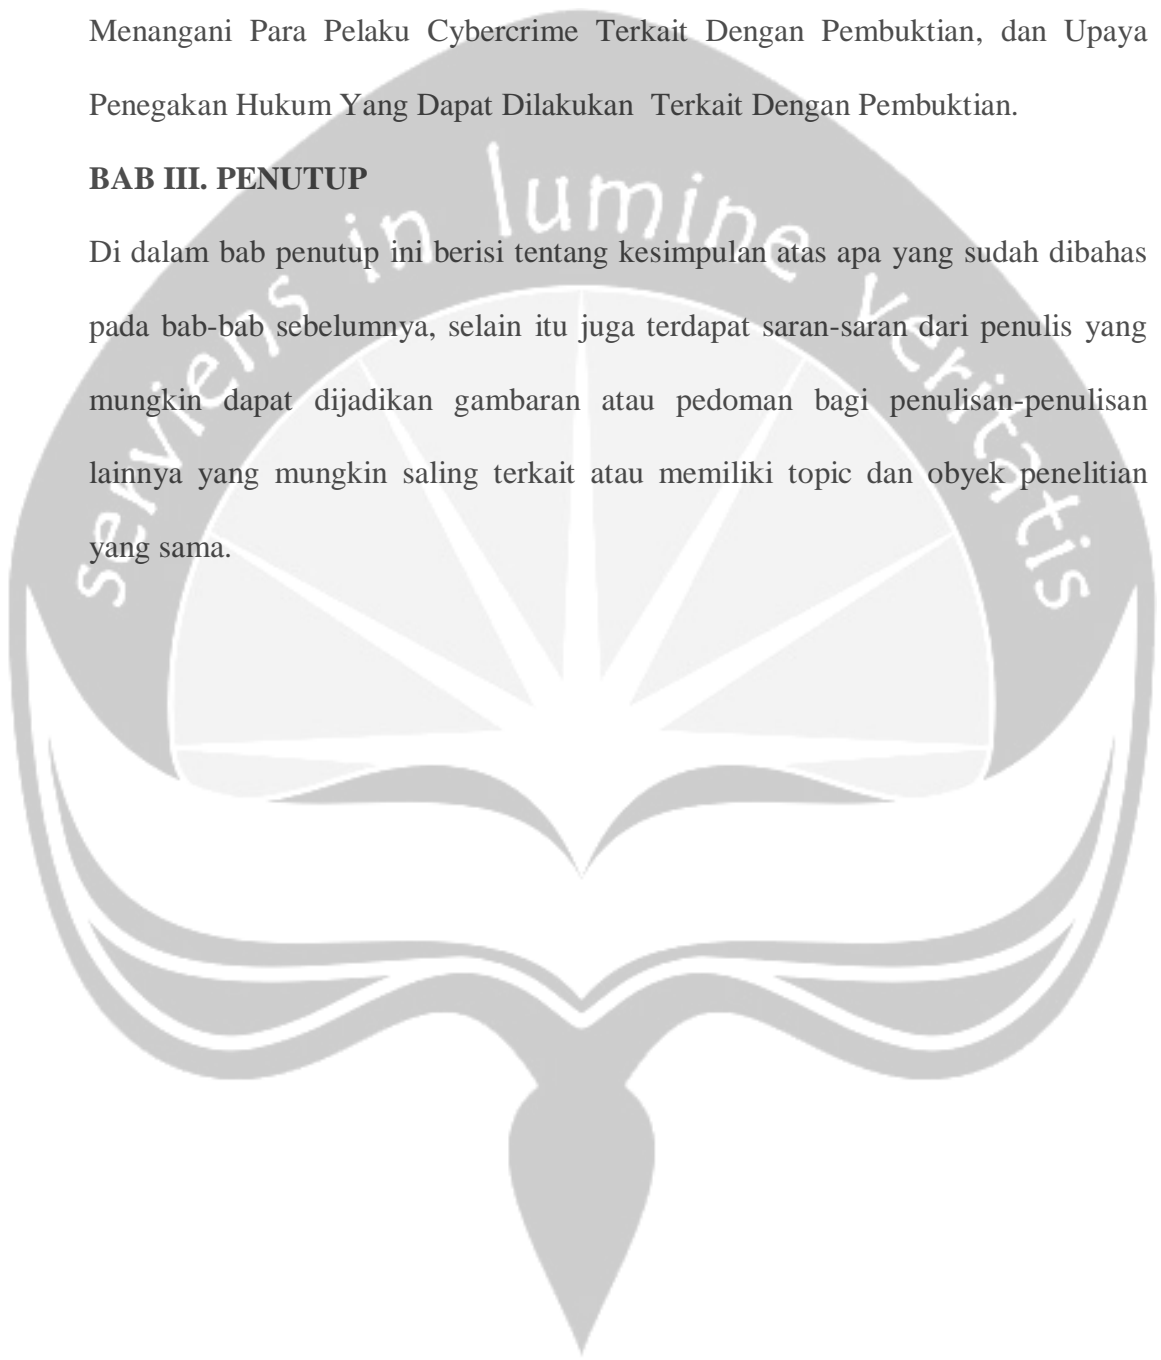 Menangani Para Pelaku Cybercrime Terkait Dengan Pembuktian, dan Upaya
Penegakan Hukum Yang Dapat Dilakukan Terkait Dengan Pembuktian.
BAB III. PENUTUP
Di dalam bab penutup ini berisi tentang kesimpulan atas apa yang sudah dibahas
pada bab-bab sebelumnya, selain itu juga terdapat saran-saran dari penulis yang
mungkin dapat dijadikan gambaran atau pedoman bagi penulisan-penulisan
lainnya yang mungkin saling terkait atau memiliki topic dan obyek penelitian
yang sama.
serviens in lumine veritatis